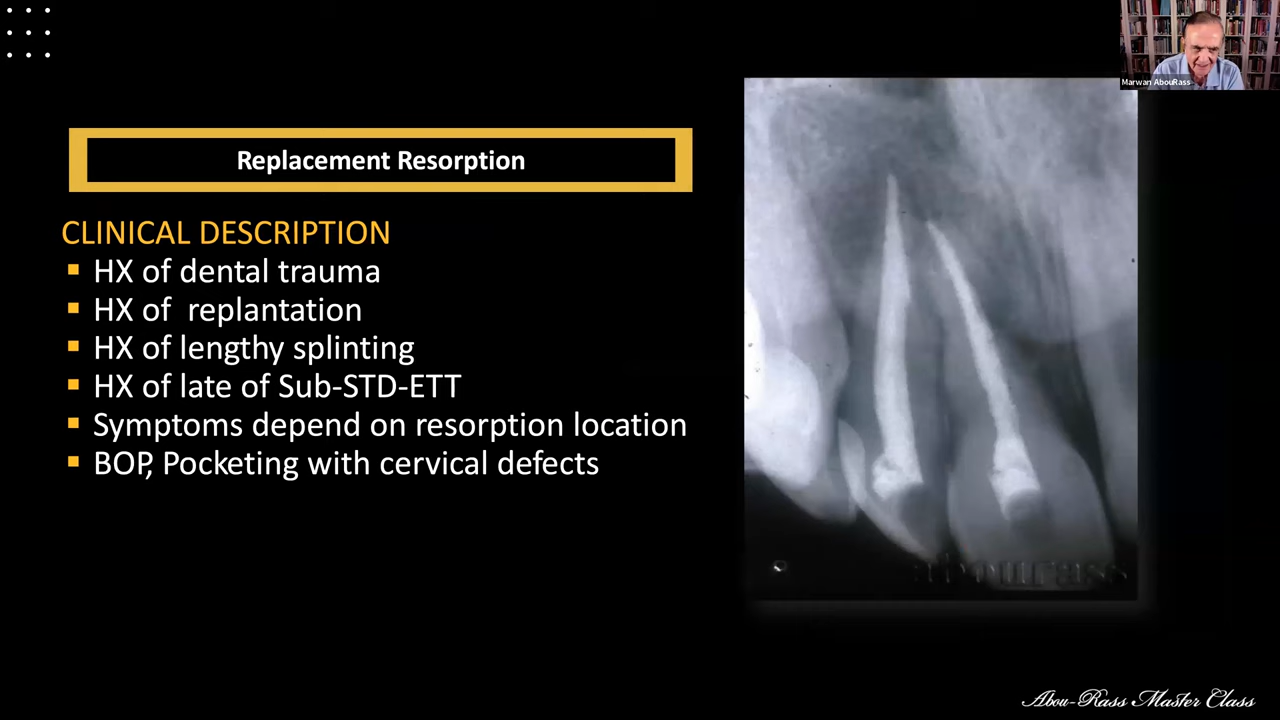 Marwan AbouRass
Replacement Resorption
CLINICAL DESCRIPTION
▪ HX of dental trauma
▪ HX of replantation
▪ HX of lengthy splinting
▪ HX of late of Sub-STD-ETT
▪ Symptoms depend on resorption location
▪ BOP, Pocketing with cervical defects
abourass
Abou-Rass Master Class